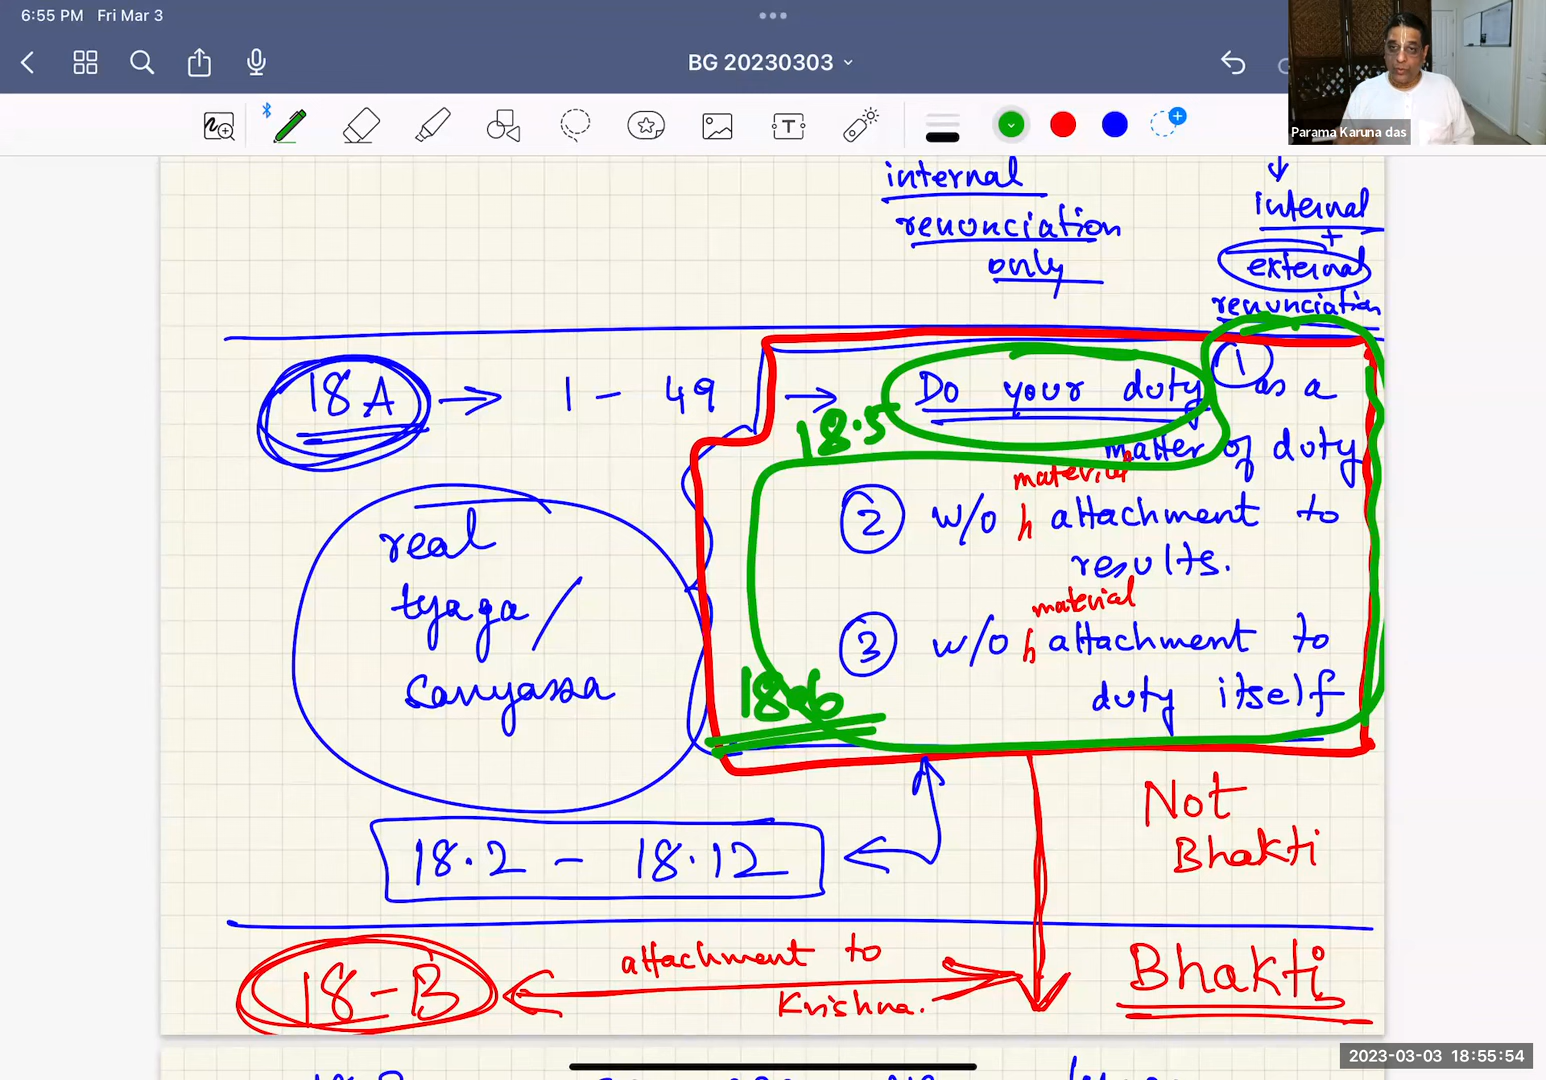 6:55 PM Fri Mar 3
BG 20230303
T
Parama Karuna das
internal
renunciation
only
internal
+
external
renunciation
18A → 1 - 49 → Do your duty ① as a
matter of duty
18.5
material
② w/o attachment to
results.
material
③ w/o attachment to
duty itself
18.6
real
tyaga/
sanyassa
18.2 - 18.12
Not
Bhakti
18-B
attachment to
Krishna.
Bhakti
2023-03-03 18:55:54